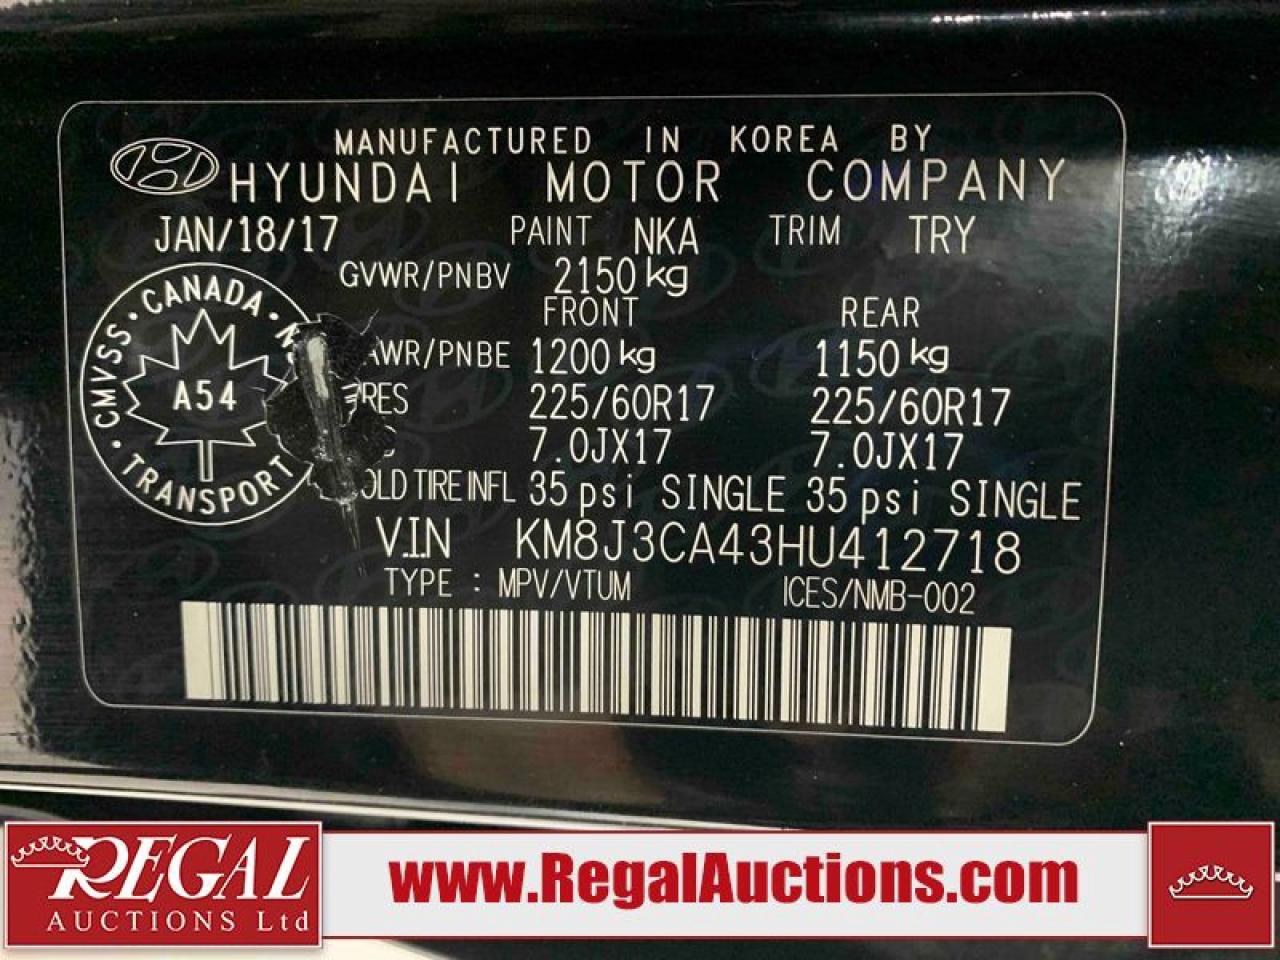 MANUFACTURED IN KOREA BY
HYUNDAI MOTOR COMPANY
JAN/18/17 PAINT NKA TRIM TRY
GVWR/PNBV 2150 kg
FRONT REAR
AWR/PNBE 1200 kg 1150 kg
RES 225/60R17 225/60R17
7.0JX17 7.0JX17
OLD TIRE INFL 35 psi SINGLE 35 psi SINGLE
V.I.N KM8J3CA43HU412718
TYPE : MPV/VTUM ICES/NMB-002
CMVSS · CANADA ·
A54
TRANSPORT
REGAL
AUCTIONS Ltd
www.RegalAuctions.com